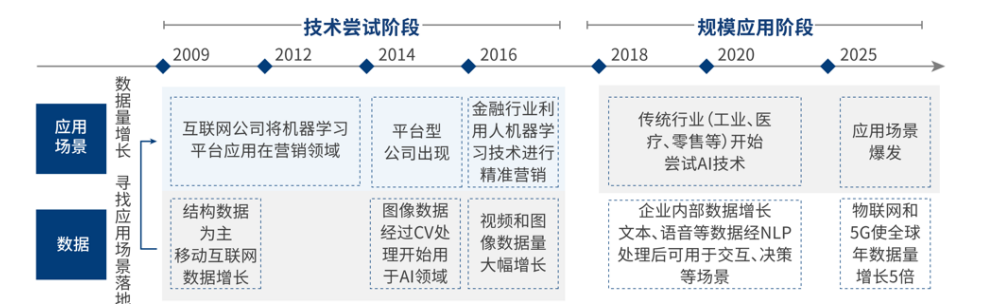 技术尝试阶段
规模应用阶段
2009
2012
2014
2016
2018
2020
2025
数据量增长 寻找应用场景落地
应用
场景
互联网公司将机器学习
平台应用在营销领域
平台型
公司出现
金融行业利
用人机器学
习技术进行
精准营销
传统行业(工业、医
疗、零售等)开始
尝试AI技术
应用场景
爆发
数据
结构数据
为主
移动互联网
数据增长
图像数据
经过CV处
理开始用
于AI领域
视频和图
像数据量
大幅增长
企业内部数据增长
文本、语音等数据经NLP
处理后可用于交互、决策
等场景
物联网和
5G使全球
年数据量
增长5倍